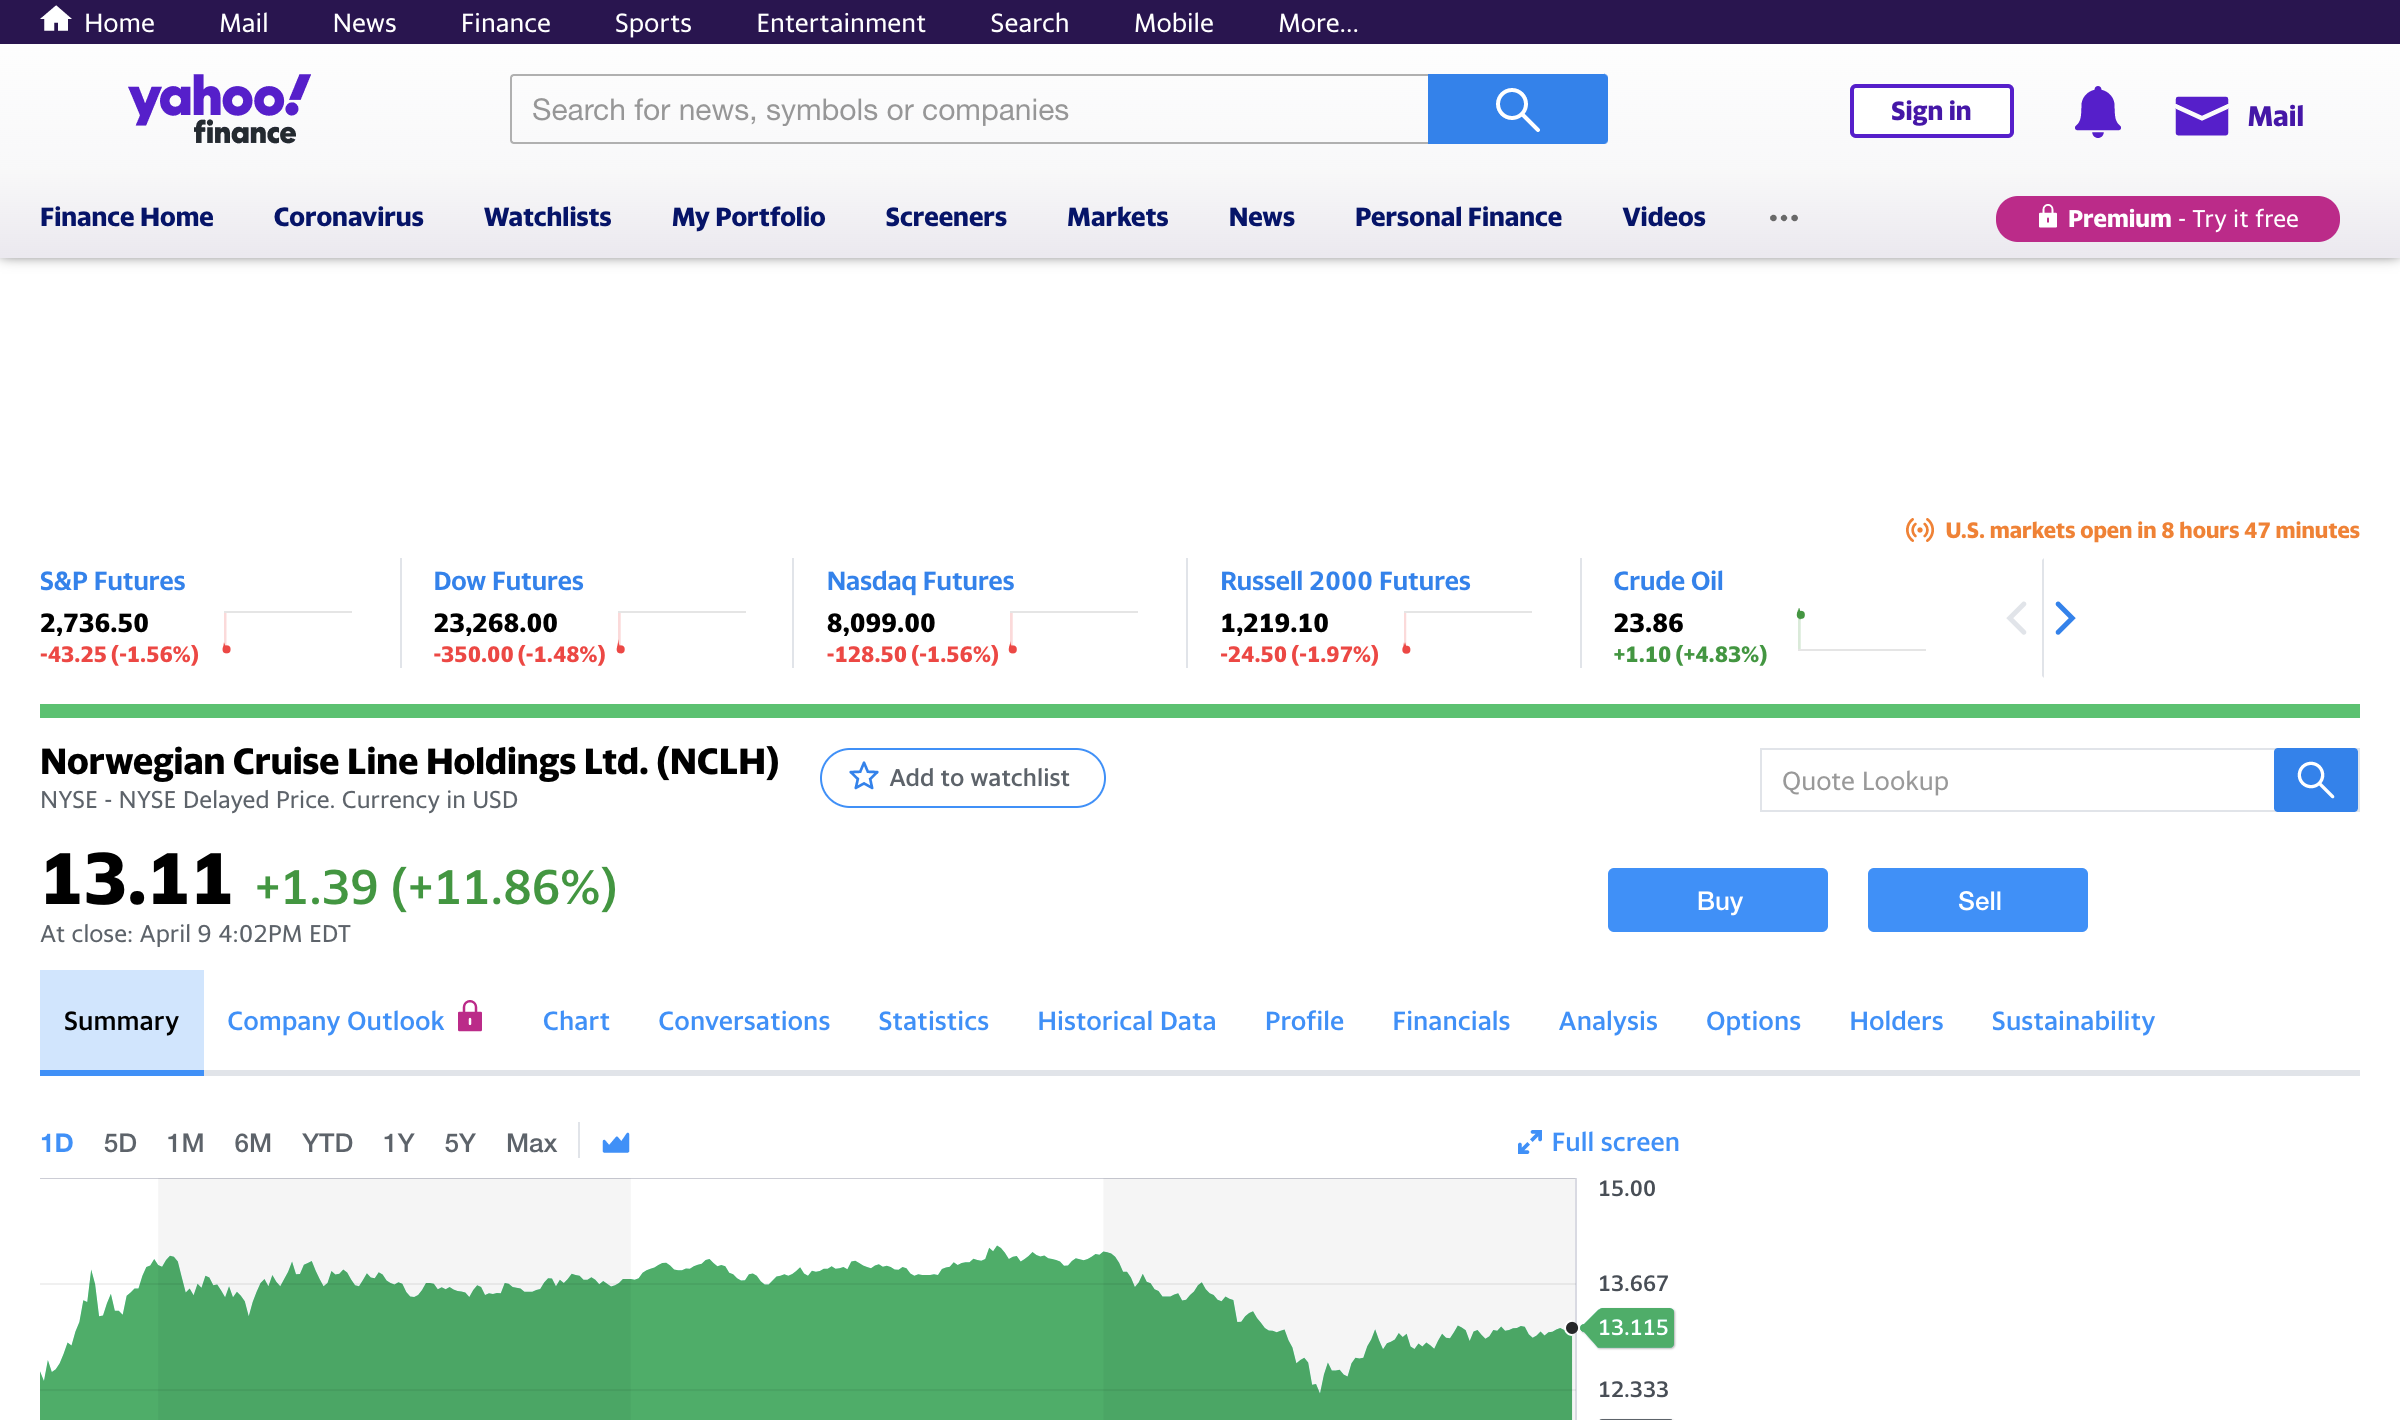 Home Mail News Finance Sports Entertainment Search Mobile More...
yahoo!
finance
Search for news, symbols or companies
Sign in
Mail
Finance Home Coronavirus Watchlists My Portfolio Screeners Markets News Personal Finance Videos
Premium - Try it free
U.S. markets open in 8 hours 47 minutes
S&P Futures
2,736.50
-43.25 (-1.56%)
Dow Futures
23,268.00
-350.00 (-1.48%)
Nasdaq Futures
8,099.00
-128.50 (-1.56%)
Russell 2000 Futures
1,219.10
-24.50 (-1.97%)
Crude Oil
23.86
+1.10 (+4.83%)
Norwegian Cruise Line Holdings Ltd. (NCLH)
NYSE - NYSE Delayed Price. Currency in USD
Add to watchlist
Quote Lookup
13.11 +1.39 (+11.86%)
At close: April 9 4:02PM EDT
Buy
Sell
Summary Company Outlook Chart Conversations Statistics Historical Data Profile Financials Analysis Options Holders Sustainability
1D 5D 1M 6M YTD 1Y 5Y Max
Full screen
15.00
13.667
13.115
12.333